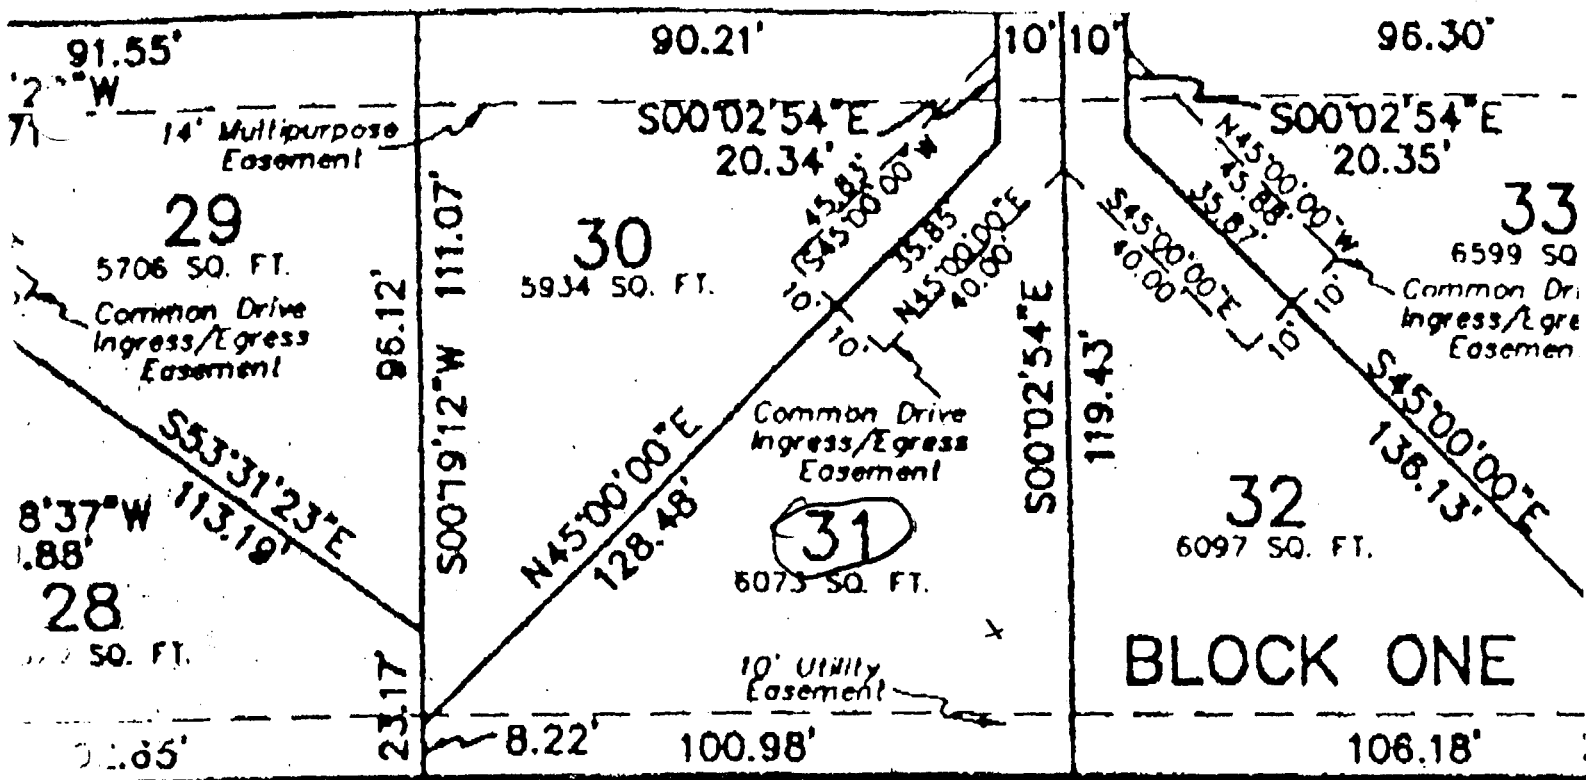 91.55'
90.21'
10'
10'
96.30'
"W
14' Multipurpose
Easement
S00°02'54"E
20.34'
S00°02'54"E
20.35'
29
5706 SQ. FT.
Common Drive
Ingress/Egress
Easement
96.12'
111.07'
S00°19'12"W
30
5934 SQ. FT.
45.83'
S45°00'00"W
35.85'
N45°00'00"E
40.00'
10'
10'
Common Drive
Ingress/Egress
Easement
S00°02'54"E
119.43'
S45°00'00"E
40.00
N45°00'00"W
45.88'
35.87'
10'
10'
33
6599 SQ
Common Dri
Ingress/Egre
Easemen
S45°00'00"E
136.13'
S53°31'23"E
113.19'
8'37"W
.88'
28
SQ. FT.
N45°00'00"E
128.48'
31
6073 SQ. FT.
32
6097 SQ. FT.
BLOCK ONE
10' Utility
Easement
23.17'
8.22'
100.98'
106.18'